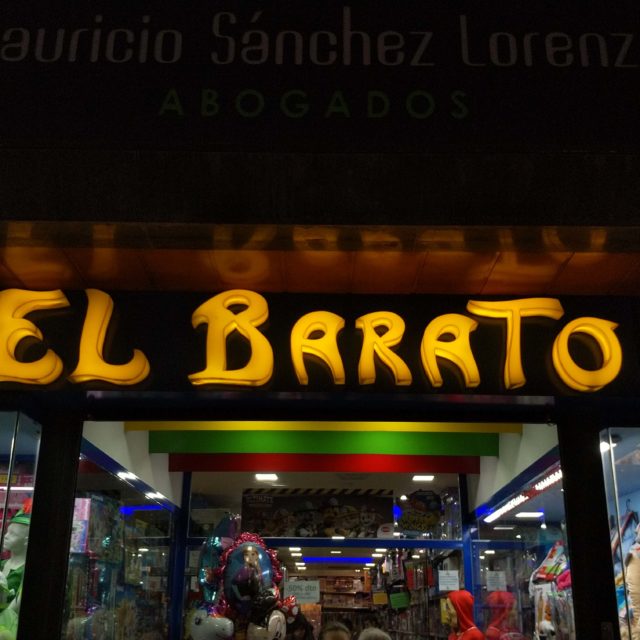 auricio Sánchez Lorenz
ABOGADOS
EL BARATO